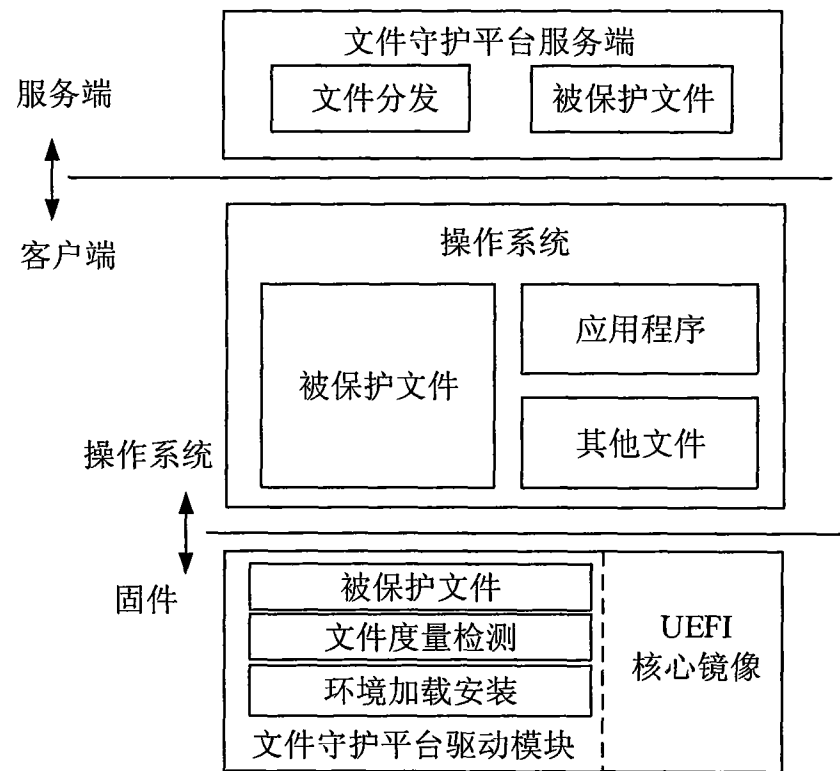 文件守护平台服务端
服务端
文件分发
被保护文件
客户端
操作系统
被保护文件
应用程序
其他文件
操作系统
固件
被保护文件
文件度量检测
环境加载安装
文件守护平台驱动模块
UEFI
核心镜像